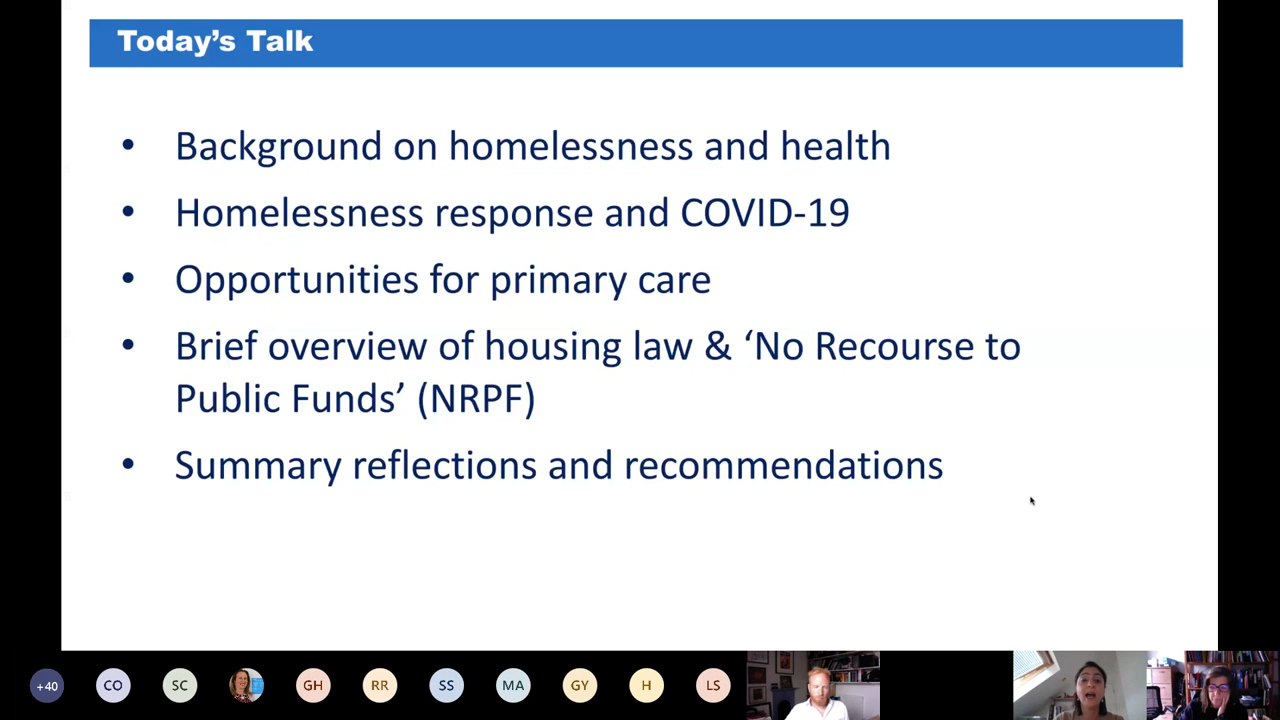 Today's Talk
• Background on homelessness and health
• Homelessness response and COVID-19
• Opportunities for primary care
• Brief overview of housing law & ‘No Recourse to
Public Funds’ (NRPF)
• Summary reflections and recommendations
+40 CO SC GH RR SS MA GY H LS